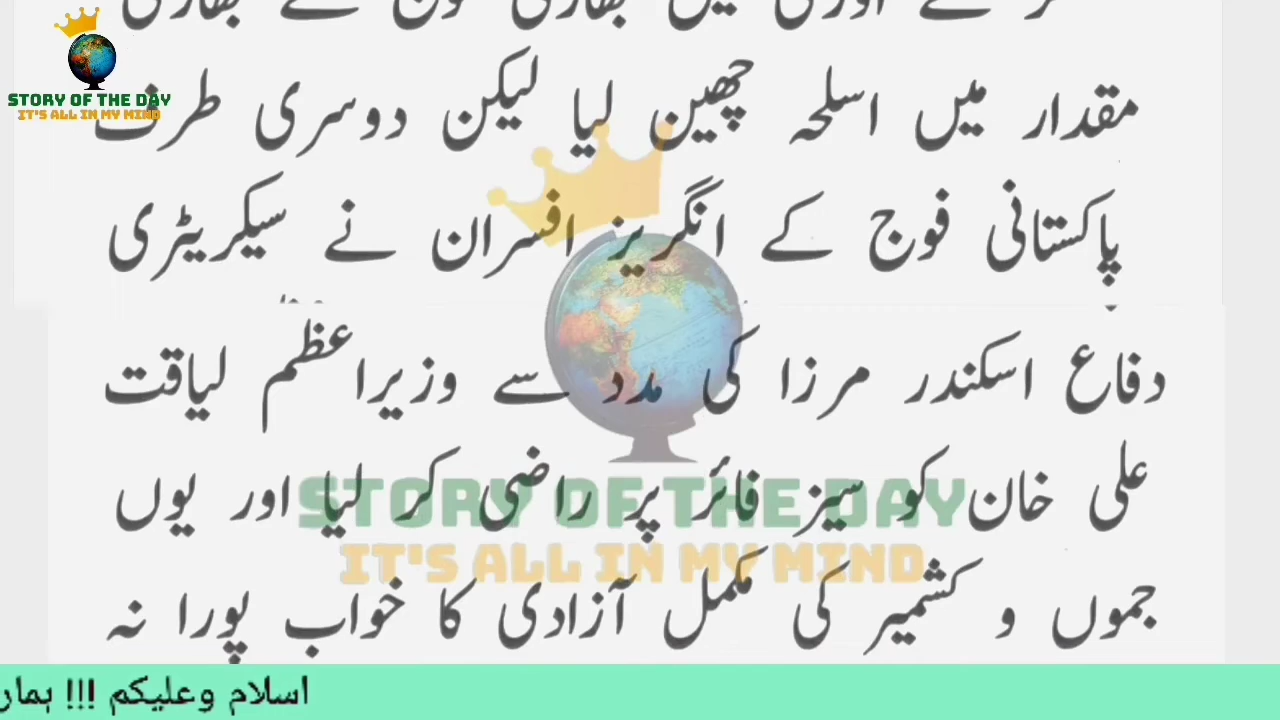 STORY OF THE DAY
IT'S ALL IN MY MIND
مقدار میں اسلحہ چھین لیا لیکن دوسری طرف
پاکستانی فوج کے انگریز افسران نے سیکریٹری
دفاع اسکندر مرزا کی مدد سے وزیراعظم لیاقت
علی خان کو سیز فائر پر راضی کر لیا اور یوں
جموں و کشمیر کی مکمل آزادی کا خواب پورا نہ
STORY OF THE DAY
IT'S ALL IN MY MIND
اسلام وعلیکم !!! ہمار